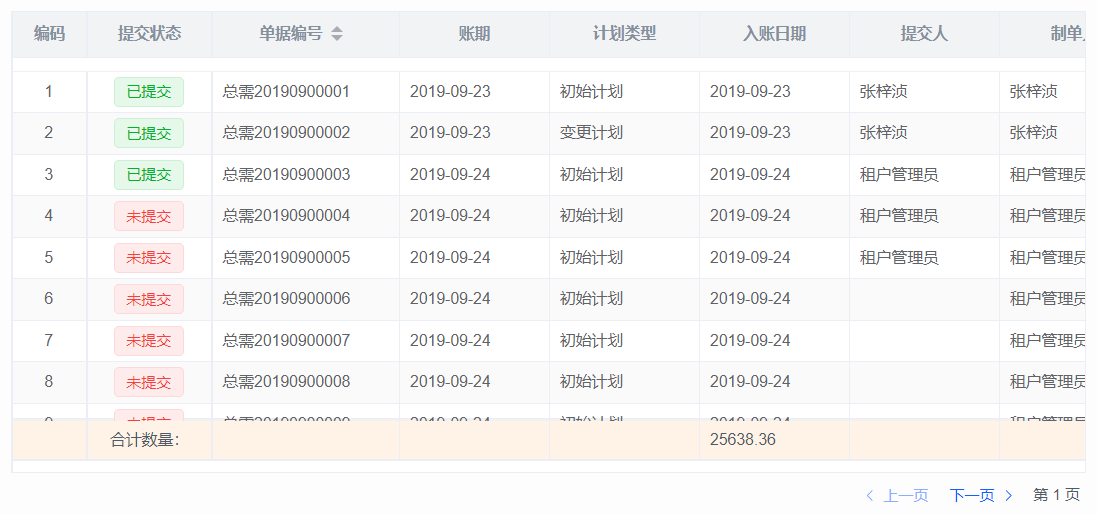 编码 提交状态 单据编号 账期 计划类型 入账日期 提交人 制单
1 已提交 总需20190900001 2019-09-23 初始计划 2019-09-23 张梓浈 张梓浈
2 已提交 总需20190900002 2019-09-23 变更计划 2019-09-23 张梓浈 张梓浈
3 已提交 总需20190900003 2019-09-24 初始计划 2019-09-24 租户管理员 租户管理员
4 未提交 总需20190900004 2019-09-24 初始计划 2019-09-24 租户管理员 租户管理员
5 未提交 总需20190900005 2019-09-24 初始计划 2019-09-24 租户管理员 租户管理员
6 未提交 总需20190900006 2019-09-24 初始计划 2019-09-24 租户管理员
7 未提交 总需20190900007 2019-09-24 初始计划 2019-09-24 租户管理员
8 未提交 总需20190900008 2019-09-24 初始计划 2019-09-24 租户管理员
合计数量: 25638.36
上一页 下一页 第 1 页